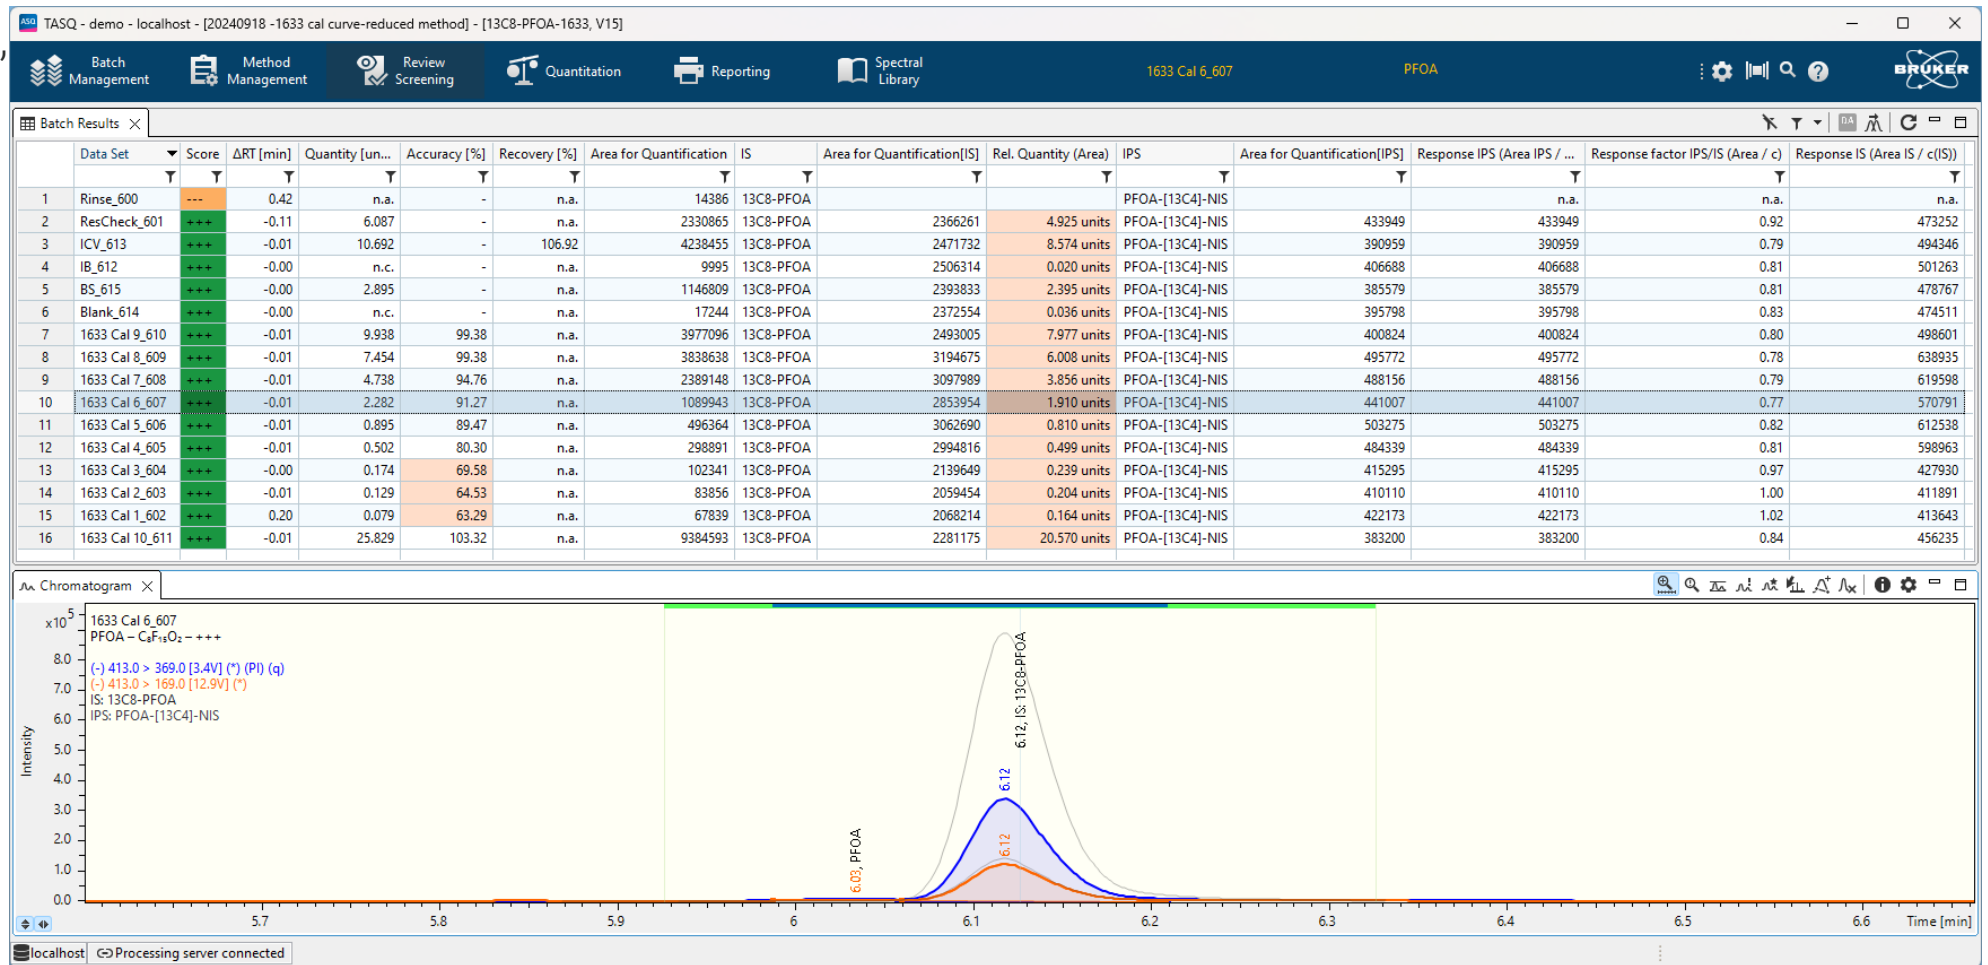 TASQ - demo - localhost - [20240918 -1633 cal curve-reduced method] - [13C8-PFOA-1633, V15]
Batch Management Method Management Review Screening Quantitation Reporting Spectral Library 1633 Cal 6_607 PFOA BRUKER
Batch Results
Data Set Score ΔRT [min] Quantity [un... Accuracy [%] Recovery [%] Area for Quantification IS Area for Quantification[IS] Rel. Quantity (Area) IPS Area for Quantification[IPS] Response IPS (Area IPS / ... Response factor IPS/IS (Area / c) Response IS (Area IS / c(IS))
1 Rinse_600 --- 0.42 n.a. - n.a. 14386 13C8-PFOA PFOA-[13C4]-NIS n.a. n.a. n.a.
2 ResCheck_601 +++ -0.11 6.087 - n.a. 2330865 13C8-PFOA 2366261 4.925 units PFOA-[13C4]-NIS 433949 433949 0.92 473252
3 ICV_613 +++ -0.01 10.692 - 106.92 4238455 13C8-PFOA 2471732 8.574 units PFOA-[13C4]-NIS 390959 390959 0.79 494346
4 IB_612 +++ -0.00 n.c. - n.a. 9995 13C8-PFOA 2506314 0.020 units PFOA-[13C4]-NIS 406688 406688 0.81 501263
5 BS_615 +++ -0.00 2.895 - n.a. 1146809 13C8-PFOA 2393833 2.395 units PFOA-[13C4]-NIS 385579 385579 0.81 478767
6 Blank_614 +++ -0.00 n.c. - n.a. 17244 13C8-PFOA 2372554 0.036 units PFOA-[13C4]-NIS 395798 395798 0.83 474511
7 1633 Cal 9_610 +++ -0.01 9.938 99.38 n.a. 3977096 13C8-PFOA 2493005 7.977 units PFOA-[13C4]-NIS 400824 400824 0.80 498601
8 1633 Cal 8_609 +++ -0.01 7.454 99.38 n.a. 3838638 13C8-PFOA 3194675 6.008 units PFOA-[13C4]-NIS 495772 495772 0.78 638935
9 1633 Cal 7_608 +++ -0.01 4.738 94.76 n.a. 2389148 13C8-PFOA 3097989 3.856 units PFOA-[13C4]-NIS 488156 488156 0.79 619598
10 1633 Cal 6_607 +++ -0.01 2.282 91.27 n.a. 1089943 13C8-PFOA 2853954 1.910 units PFOA-[13C4]-NIS 441007 441007 0.77 570791
11 1633 Cal 5_606 +++ -0.01 0.895 89.47 n.a. 496364 13C8-PFOA 3062690 0.810 units PFOA-[13C4]-NIS 503275 503275 0.82 612538
12 1633 Cal 4_605 +++ -0.01 0.502 80.30 n.a. 298891 13C8-PFOA 2994816 0.499 units PFOA-[13C4]-NIS 484339 484339 0.81 598963
13 1633 Cal 3_604 +++ -0.00 0.174 69.58 n.a. 102341 13C8-PFOA 2139649 0.239 units PFOA-[13C4]-NIS 415295 415295 0.97 427930
14 1633 Cal 2_603 +++ -0.01 0.129 64.53 n.a. 83856 13C8-PFOA 2059454 0.204 units PFOA-[13C4]-NIS 410110 410110 1.00 411891
15 1633 Cal 1_602 +++ 0.20 0.079 63.29 n.a. 67839 13C8-PFOA 2068214 0.164 units PFOA-[13C4]-NIS 422173 422173 1.02 413643
16 1633 Cal 10_611 +++ -0.01 25.829 103.32 n.a. 9384593 13C8-PFOA 2281175 20.570 units PFOA-[13C4]-NIS 383200 383200 0.84 456235
Chromatogram
x10⁵
1633 Cal 6_607
PFOA – C₈F₁₅O₂ – +++
(-) 413.0 > 369.0 [3.4V] (*) (PI) (q)
(-) 413.0 > 169.0 [12.9V] (*)
IS: 13C8-PFOA
IPS: PFOA-[13C4]-NIS
6.12, IS: 13C8-PFOA
6.12
6.12
6.03, PFOA
Intensity
8.0
7.0
6.0
5.0
4.0
3.0
2.0
1.0
0.0
5.7 5.8 5.9 6 6.1 6.2 6.3 6.4 6.5 6.6 Time [min]
localhost Processing server connected